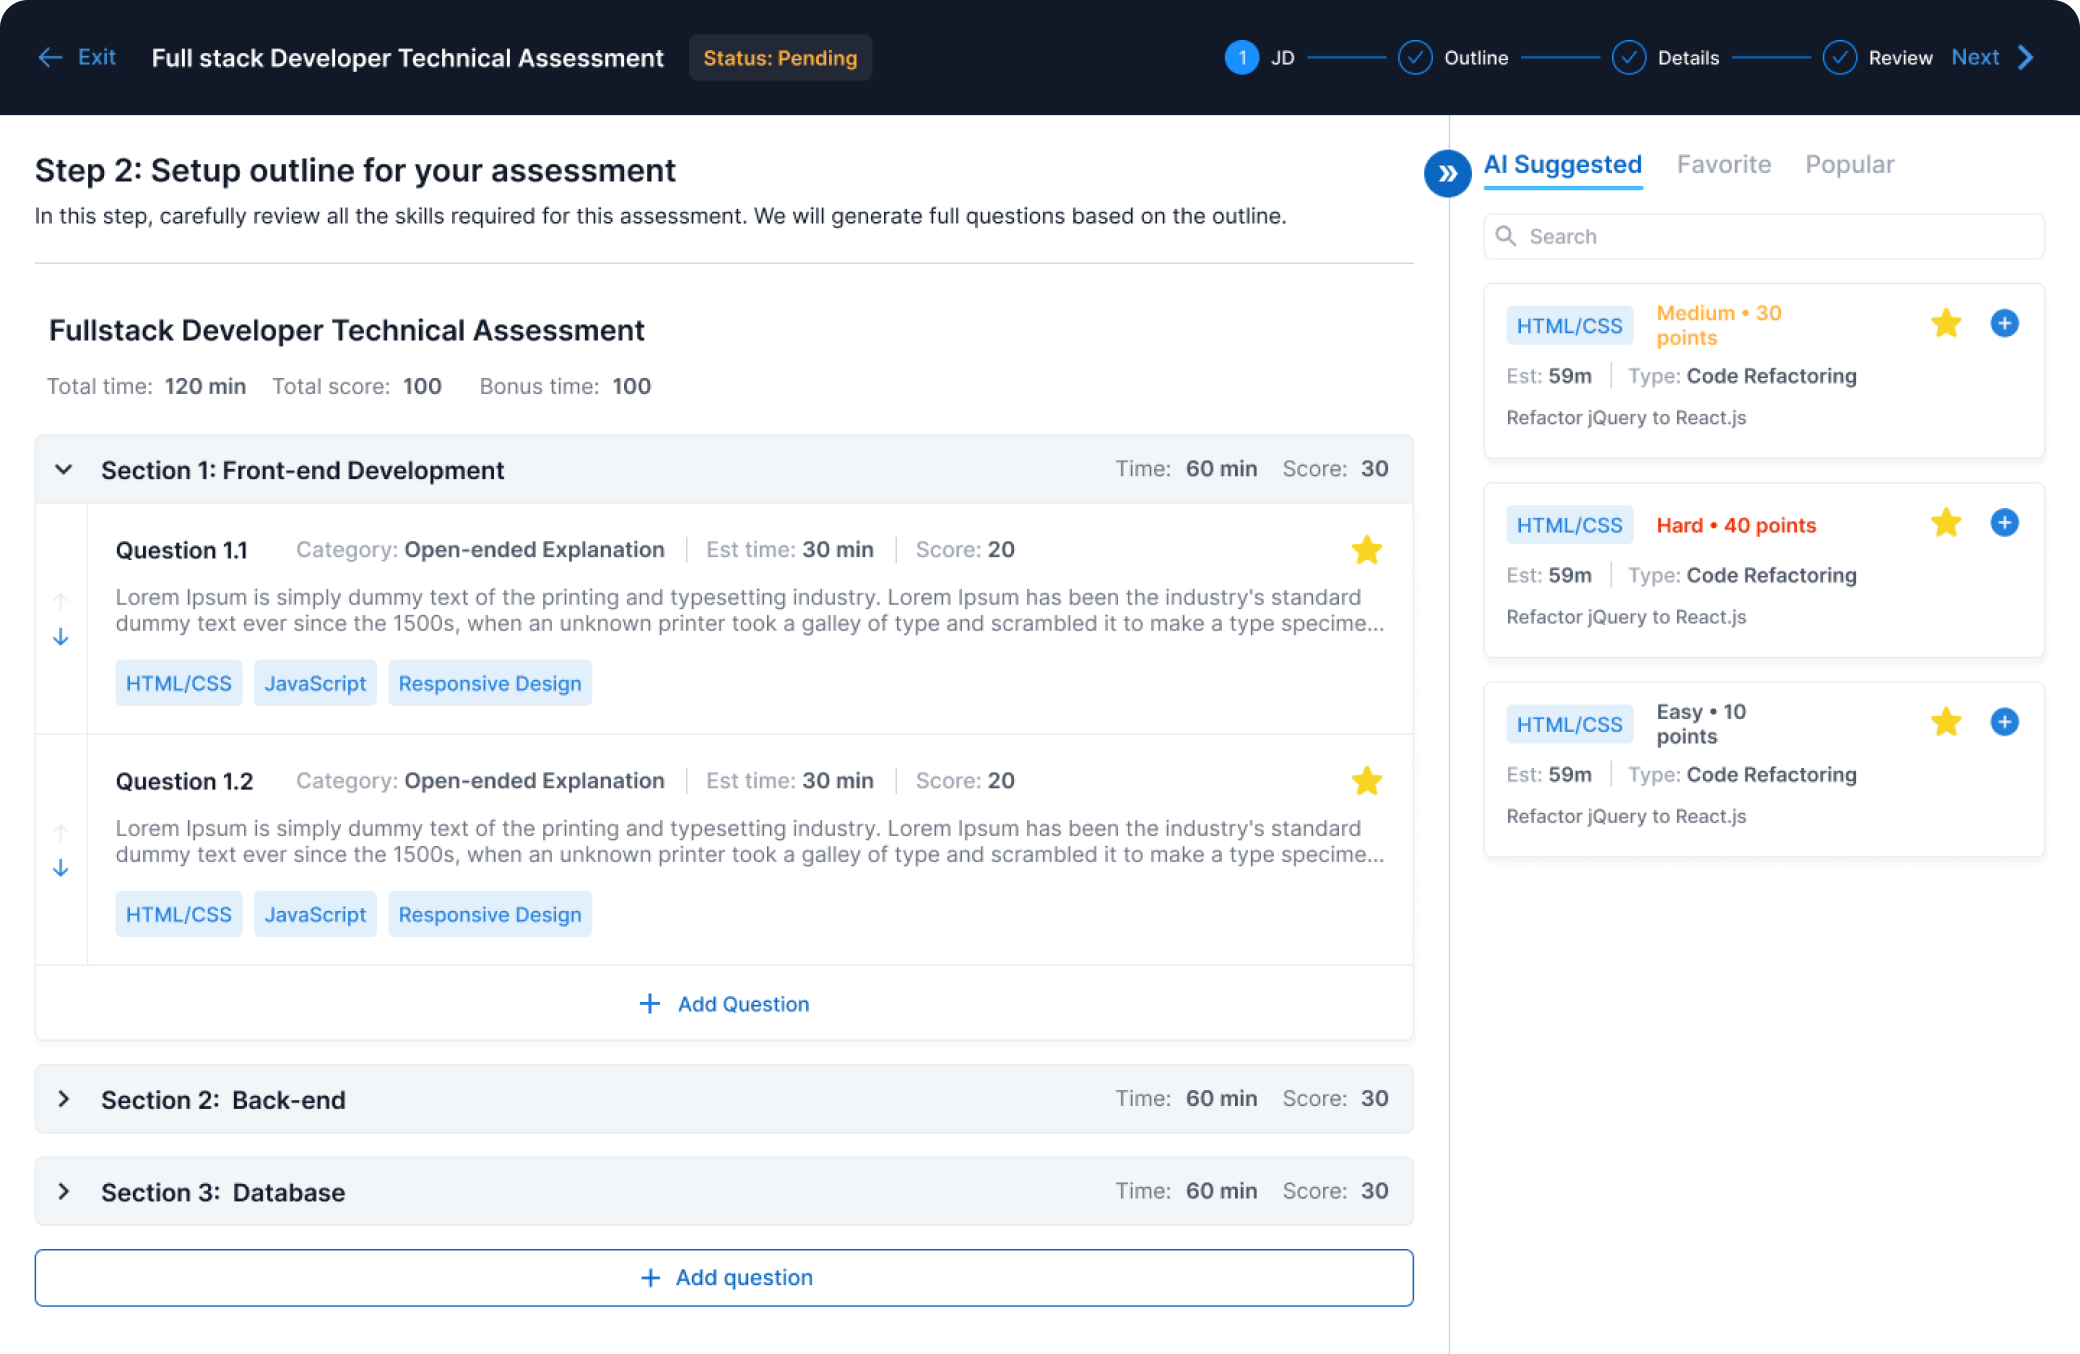 Exit
Full stack Developer Technical Assessment
Status: Pending
1 JD
Outline
Details
Review
Next
Step 2: Setup outline for your assessment
In this step, carefully review all the skills required for this assessment. We will generate full questions based on the outline.
Fullstack Developer Technical Assessment
Total time: 120 min Total score: 100 Bonus time: 100
Section 1: Front-end Development
Time: 60 min Score: 30
Question 1.1 Category: Open-ended Explanation Est time: 30 min Score: 20
Lorem Ipsum is simply dummy text of the printing and typesetting industry. Lorem Ipsum has been the industry's standard
dummy text ever since the 1500s, when an unknown printer took a galley of type and scrambled it to make a type specime...
HTML/CSS JavaScript Responsive Design
Question 1.2 Category: Open-ended Explanation Est time: 30 min Score: 20
Lorem Ipsum is simply dummy text of the printing and typesetting industry. Lorem Ipsum has been the industry's standard
dummy text ever since the 1500s, when an unknown printer took a galley of type and scrambled it to make a type specime...
HTML/CSS JavaScript Responsive Design
+ Add Question
Section 2: Back-end
Time: 60 min Score: 30
Section 3: Database
Time: 60 min Score: 30
+ Add question
AI Suggested Favorite Popular
Search
HTML/CSS
Medium • 30
points
Est: 59m Type: Code Refactoring
Refactor jQuery to React.js
HTML/CSS
Hard • 40 points
Est: 59m Type: Code Refactoring
Refactor jQuery to React.js
HTML/CSS
Easy • 10
points
Est: 59m Type: Code Refactoring
Refactor jQuery to React.js